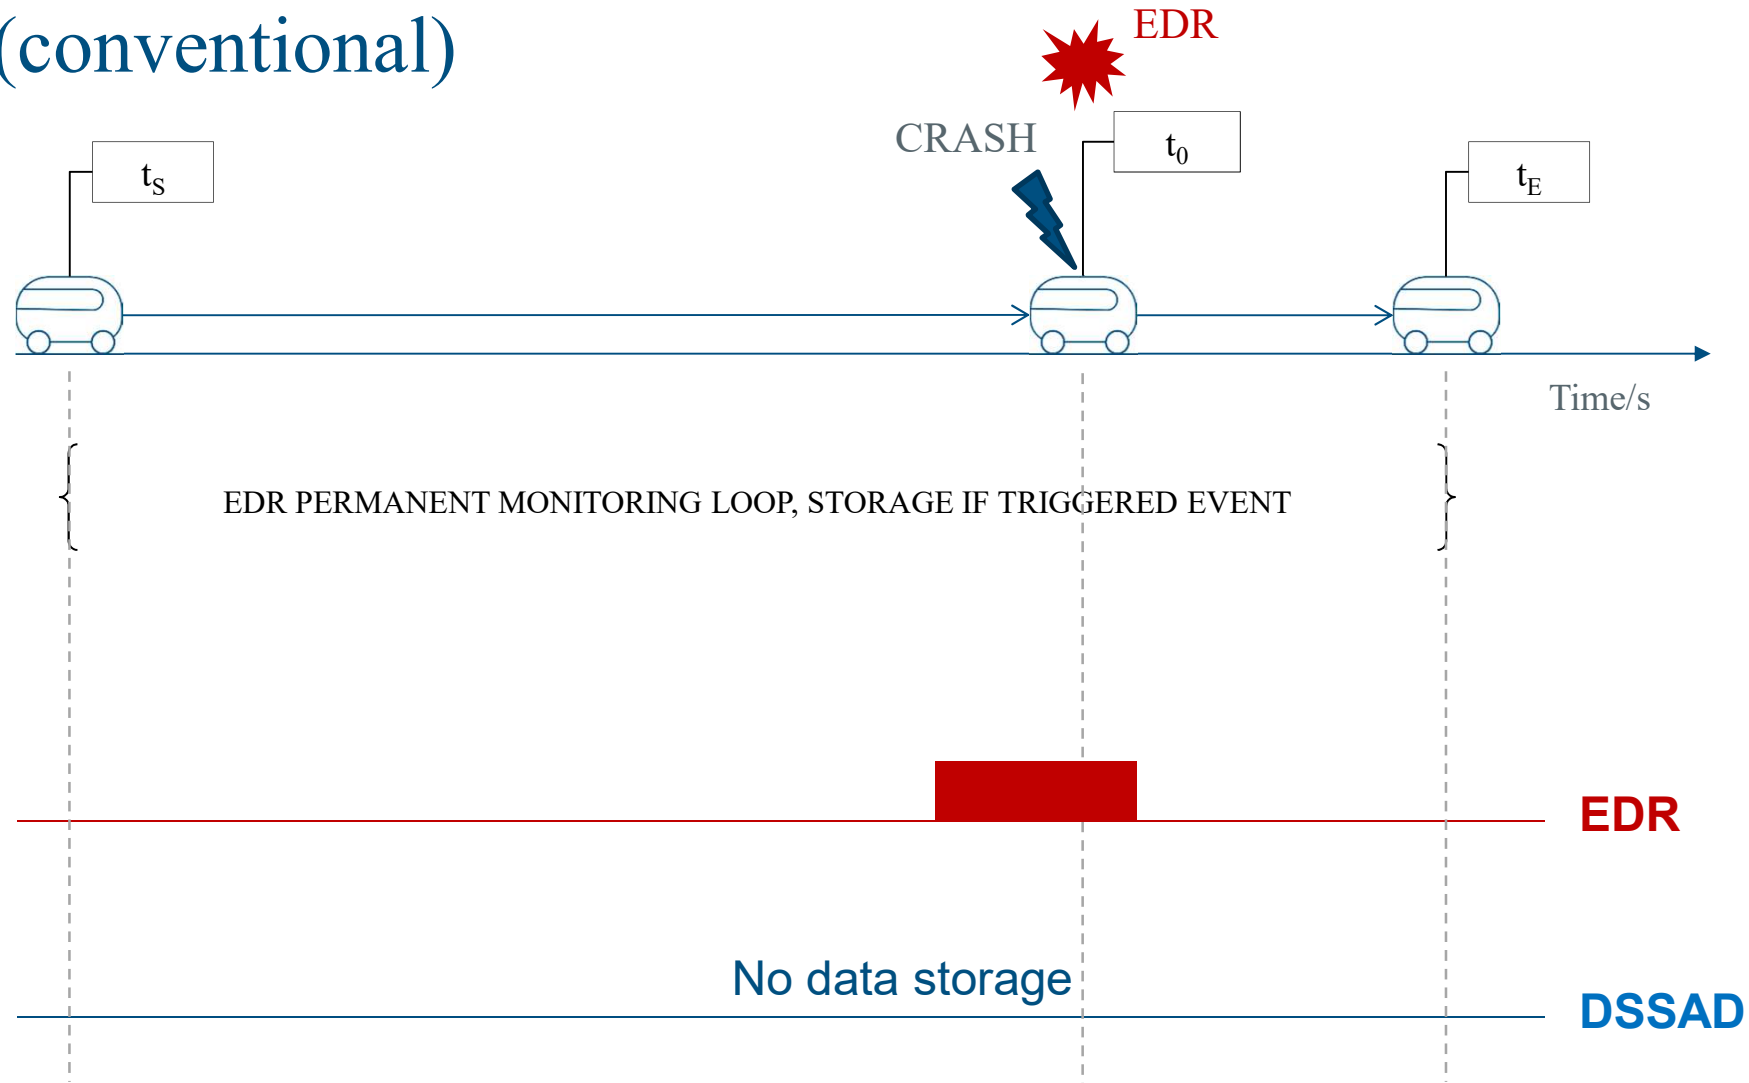 (conventional)
EDR
CRASH
t0
tS
tE
Time/s
EDR PERMANENT MONITORING LOOP, STORAGE IF TRIGGERED EVENT
EDR
No data storage
DSSAD